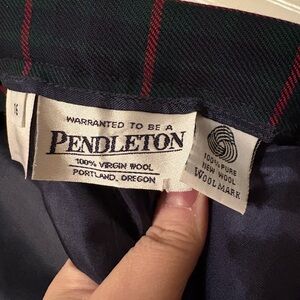 WARRANTED TO BE A
PENDLETON
100% VIRGIN WOOL
PORTLAND, OREGON
100% PURE
NEW WOOL
WOOLMARK